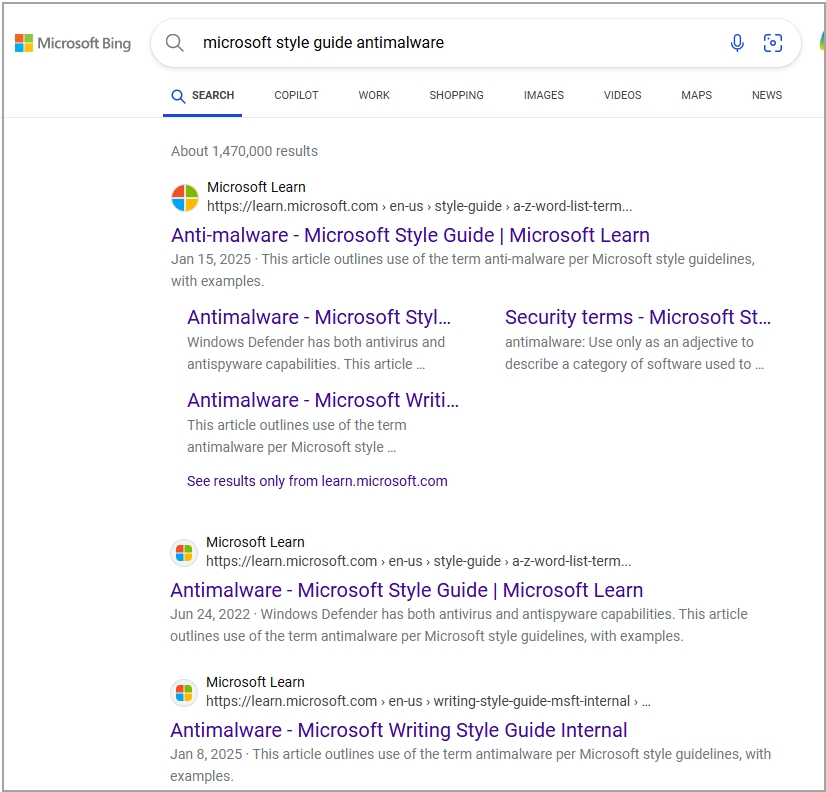 Microsoft Bing
microsoft style guide antimalware
SEARCH COPILOT WORK SHOPPING IMAGES VIDEOS MAPS NEWS
About 1,470,000 results
Microsoft Learn
https://learn.microsoft.com › en-us › style-guide › a-z-word-list-term...
Anti-malware - Microsoft Style Guide | Microsoft Learn
Jan 15, 2025 · This article outlines use of the term anti-malware per Microsoft style guidelines,
with examples.
Antimalware - Microsoft Styl...
Windows Defender has both antivirus and
antispyware capabilities. This article ...
Security terms - Microsoft St...
antimalware: Use only as an adjective to
describe a category of software used to ...
Antimalware - Microsoft Writi...
This article outlines use of the term
antimalware per Microsoft style ...
See results only from learn.microsoft.com
Microsoft Learn
https://learn.microsoft.com › en-us › style-guide › a-z-word-list-term...
Antimalware - Microsoft Style Guide | Microsoft Learn
Jun 24, 2022 · Windows Defender has both antivirus and antispyware capabilities. This article
outlines use of the term antimalware per Microsoft style guidelines, with examples.
Microsoft Learn
https://learn.microsoft.com › en-us › writing-style-guide-msft-internal › ...
Antimalware - Microsoft Writing Style Guide Internal
Jan 8, 2025 · This article outlines use of the term antimalware per Microsoft style guidelines, with
examples.